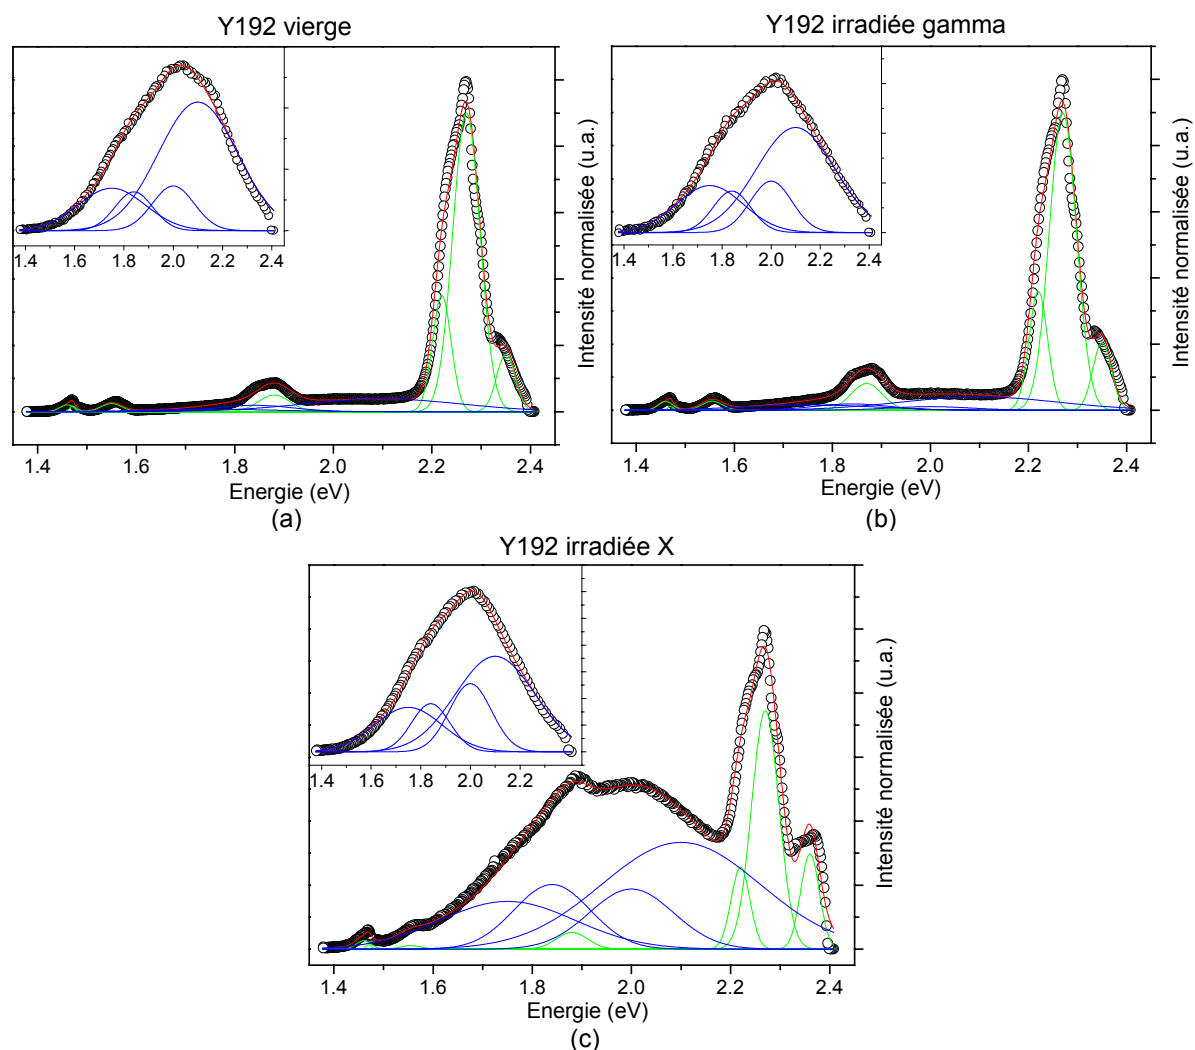 Y192 vierge
1.4 1.6 1.8 2.0 2.2 2.4
1.4 1.6 1.8 2.0 2.2 2.4
Energie (eV)
Intensité normalisée (u.a.)
(a)
Y192 irradiée gamma
1.4 1.6 1.8 2.0 2.2 2.4
1.4 1.6 1.8 2.0 2.2 2.4
Energie (eV)
Intensité normalisée (u.a.)
(b)
Y192 irradiée X
1.4 1.6 1.8 2.0 2.2
1.4 1.6 1.8 2.0 2.2 2.4
Energie (eV)
Intensité normalisée (u.a.)
(c)